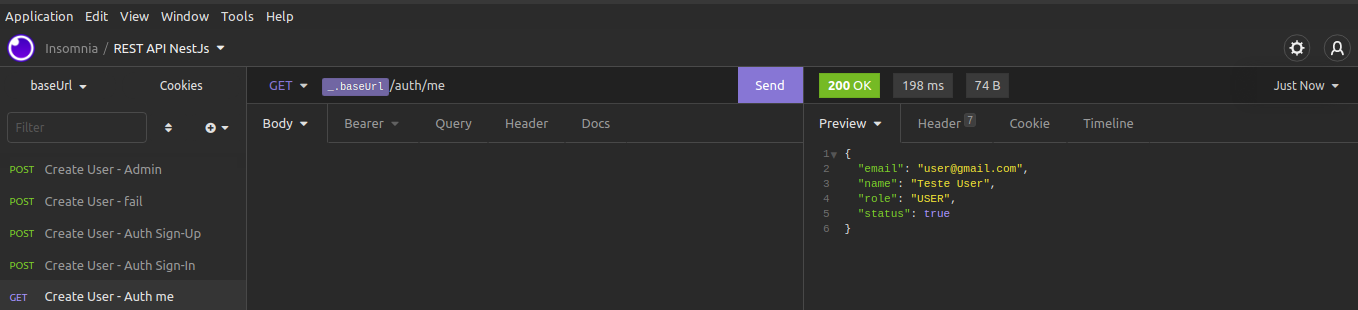 Application Edit View Window Tools Help
Insomnia / REST API NestJs
baseUrl Cookies
GET _.baseUrl/auth/me Send
200 OK 198 ms 74 B Just Now
Filter
Body Bearer Query Header Docs
Preview Header 7 Cookie Timeline
POST Create User - Admin
POST Create User - fail
POST Create User - Auth Sign-Up
POST Create User - Auth Sign-In
GET Create User - Auth me
1 {
2 "email": "user@gmail.com",
3 "name": "Teste User",
4 "role": "USER",
5 "status": true
6 }